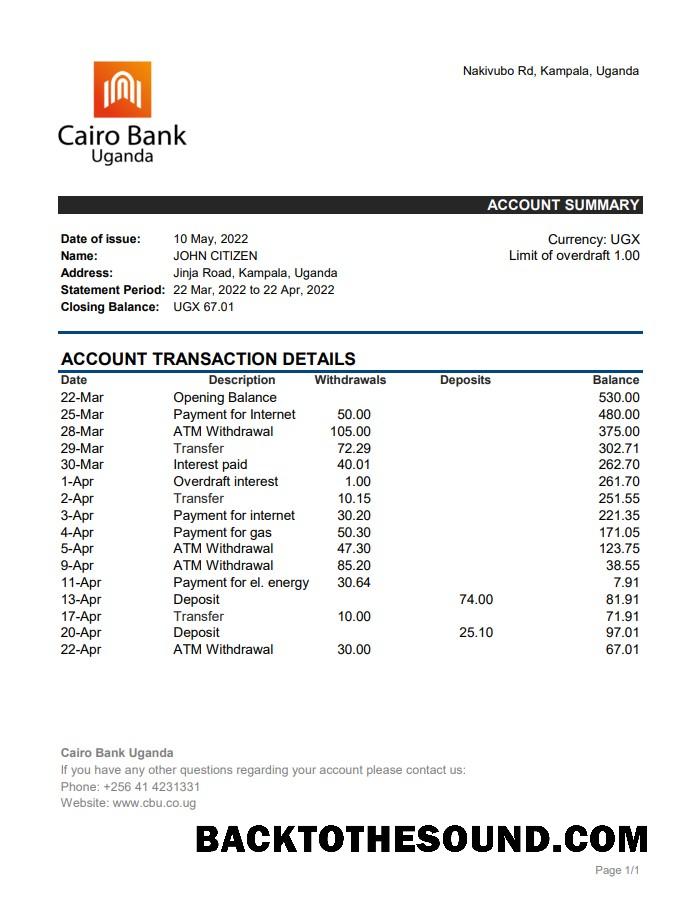 Nakivubo Rd, Kampala, Uganda
Cairo Bank
Uganda
ACCOUNT SUMMARY
Date of issue: 10 May, 2022 Currency: UGX
Name: JOHN CITIZEN Limit of overdraft 1.00
Address: Jinja Road, Kampala, Uganda
Statement Period: 22 Mar, 2022 to 22 Apr, 2022
Closing Balance: UGX 67.01
ACCOUNT TRANSACTION DETAILS
Date Description Withdrawals Deposits Balance
22-Mar Opening Balance 530.00
25-Mar Payment for Internet 50.00 480.00
28-Mar ATM Withdrawal 105.00 375.00
29-Mar Transfer 72.29 302.71
30-Mar Interest paid 40.01 262.70
1-Apr Overdraft interest 1.00 261.70
2-Apr Transfer 10.15 251.55
3-Apr Payment for internet 30.20 221.35
4-Apr Payment for gas 50.30 171.05
5-Apr ATM Withdrawal 47.30 123.75
9-Apr ATM Withdrawal 85.20 38.55
11-Apr Payment for el. energy 30.64 7.91
13-Apr Deposit 74.00 81.91
17-Apr Transfer 10.00 71.91
20-Apr Deposit 25.10 97.01
22-Apr ATM Withdrawal 30.00 67.01
Cairo Bank Uganda
If you have any other questions regarding your account please contact us:
Phone: +256 41 4231331
Website: www.cbu.co.ug
BACKTOTHESOUND.COM
Page 1/1